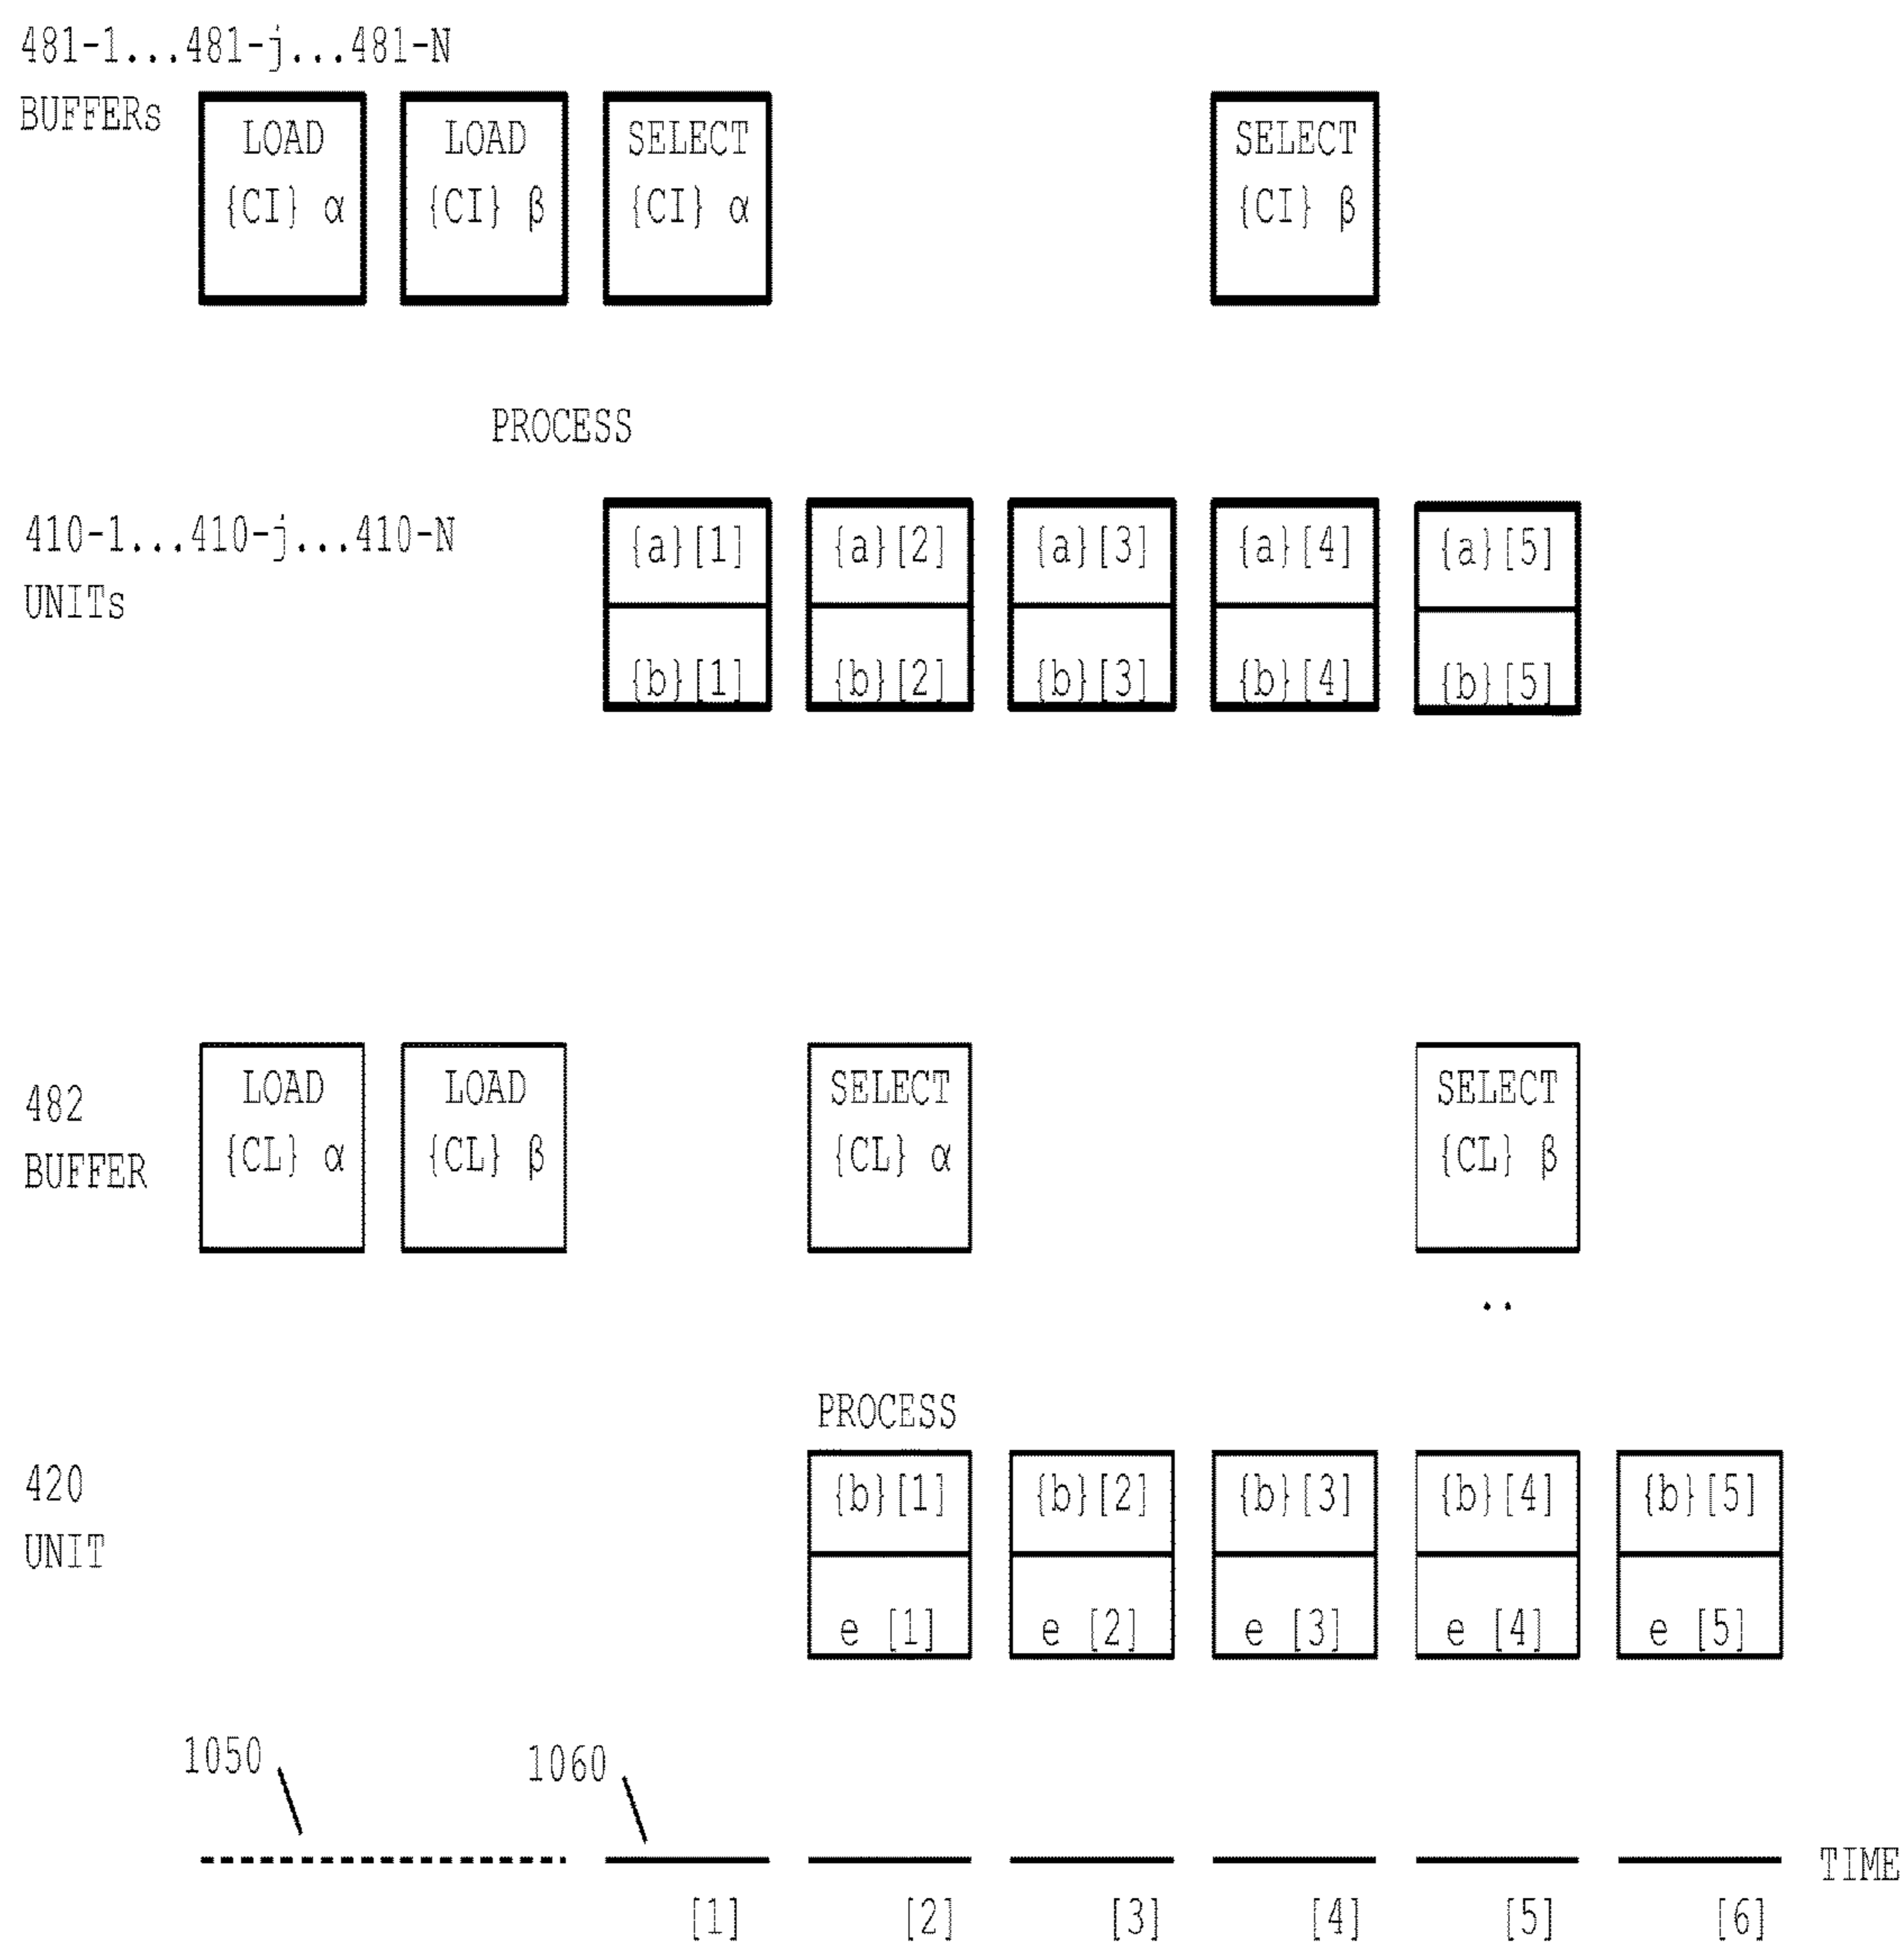 481-1...481-j...481-N
BUFFERs
LOAD
{CI} α
LOAD
{CI} β
SELECT
{CI} α
SELECT
{CI} β
PROCESS
410-1...410-j...410-N
UNITs
{a}[1]
{b}[1]
{a}[2]
{b}[2]
{a}[3]
{b}[3]
{a}[4]
{b}[4]
{a}[5]
{b}[5]
482
BUFFER
LOAD
{CL} α
LOAD
{CL} β
SELECT
{CL} α
SELECT
{CL} β
..
PROCESS
420
UNIT
{b}[1]
e [1]
{b}[2]
e [2]
{b}[3]
e [3]
{b}[4]
e [4]
{b}[5]
e [5]
1050
1060
TIME
[1]
[2]
[3]
[4]
[5]
[6]